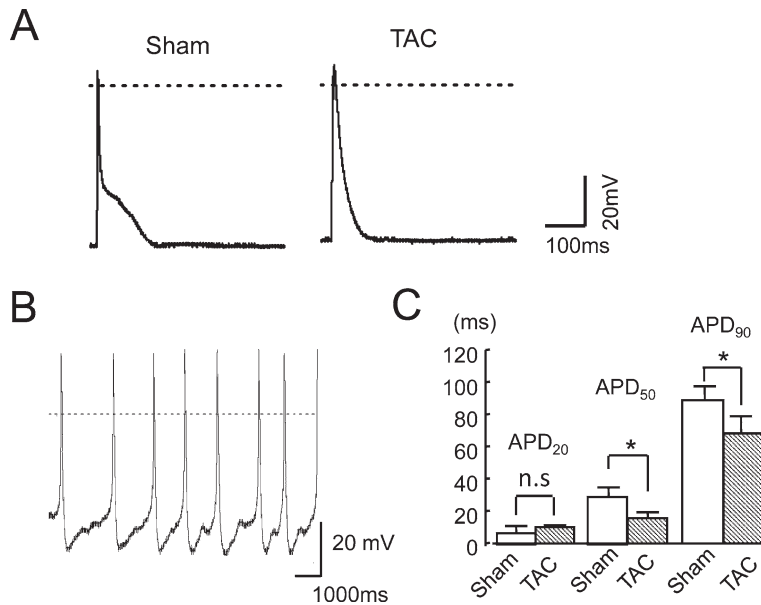 A
Sham
TAC
20mV
100ms
B
20 mV
1000ms
C
(ms)
120
100
80
60
40
20
0
APD20
n.s
APD50
*
APD90
*
Sham
TAC
Sham
TAC
Sham
TAC